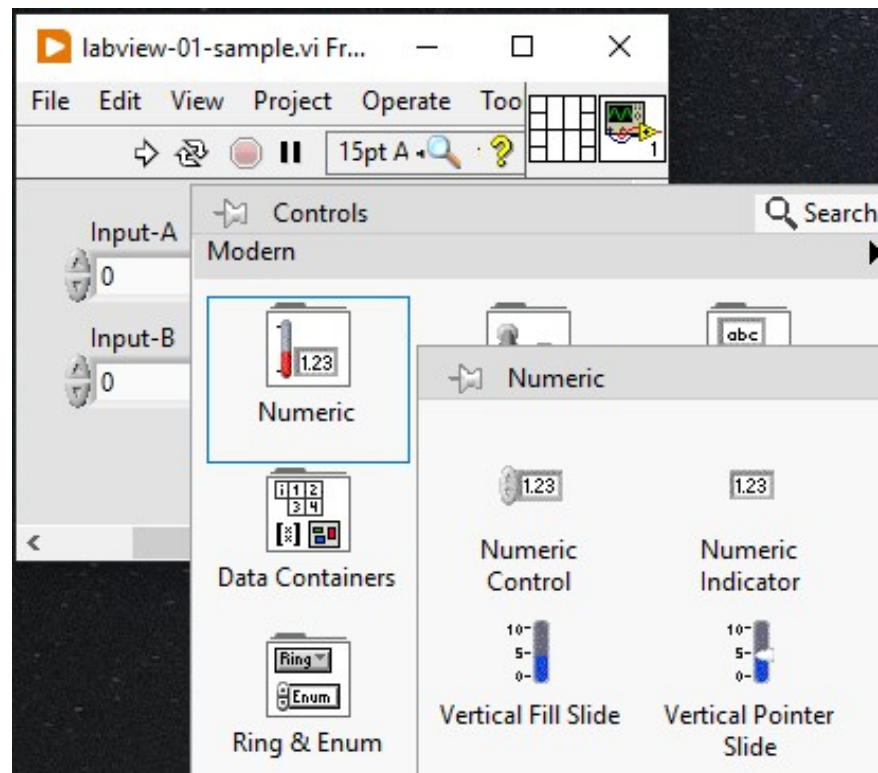 labview-01-sample.vi Fr...
File Edit View Project Operate Too
15pt A
1
Input-A
0
Input-B
0
Controls
Search
Modern
1.23
abc
Numeric
Numeric
1 2
3 4
Data Containers
1.23
1.23
Numeric
Control
Numeric
Indicator
Ring
Enum
Ring & Enum
10-
5-
0-
10-
5-
0-
Vertical Fill Slide
Vertical Pointer
Slide